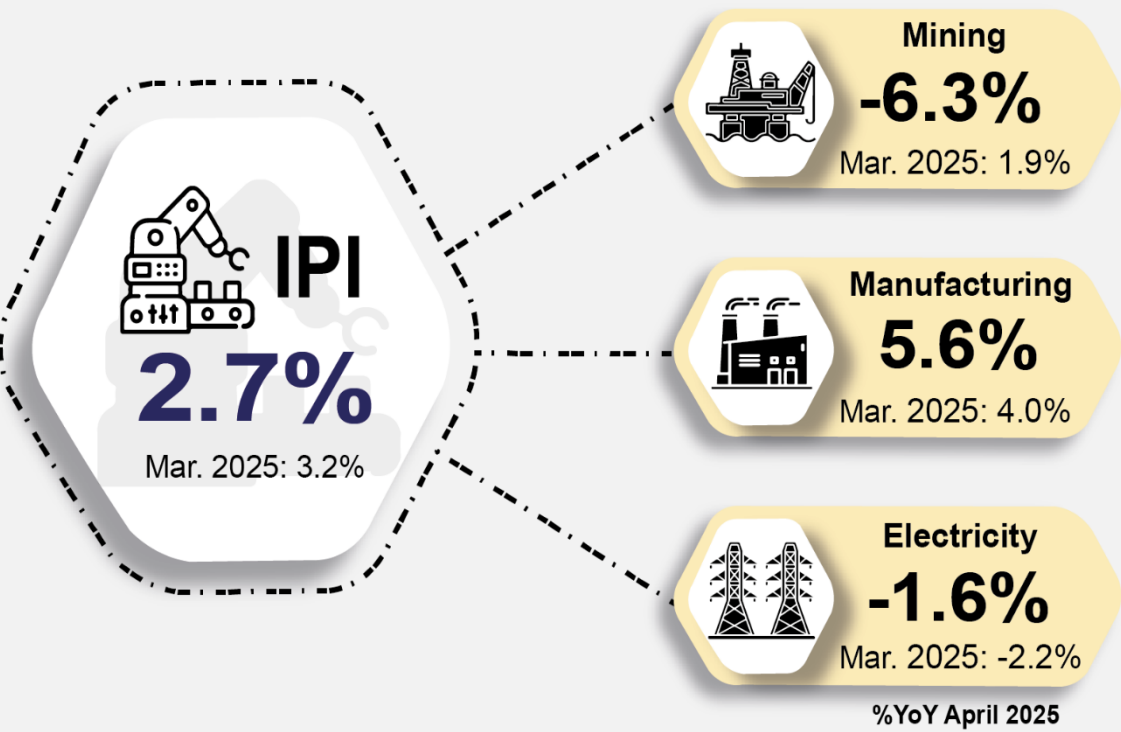 IPI
2.7%
Mar. 2025: 3.2%
Mining
-6.3%
Mar. 2025: 1.9%
Manufacturing
5.6%
Mar. 2025: 4.0%
Electricity
-1.6%
Mar. 2025: -2.2%
%YoY April 2025